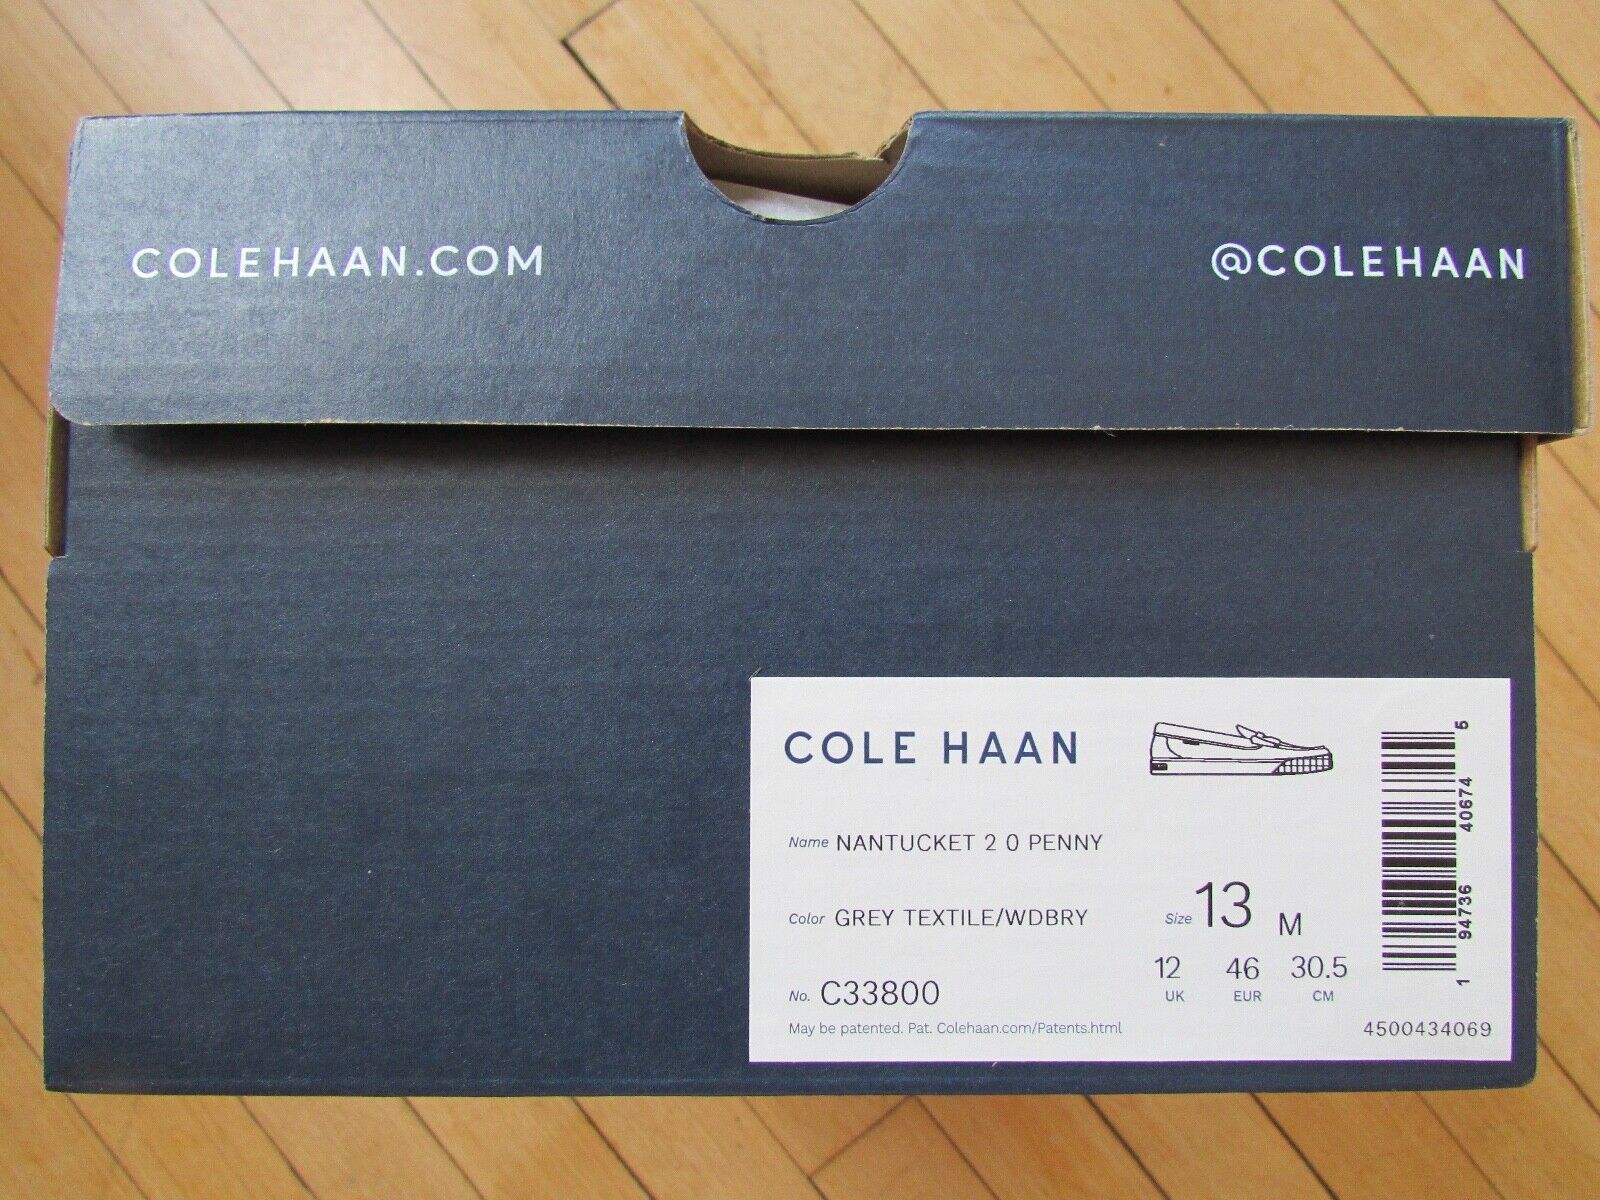 COLEHAAN.COM
@COLEHAAN
COLE HAAN
Name NANTUCKET 2 0 PENNY
Color GREY TEXTILE/WDBRY
Size 13 M
12 46 30.5
UK EUR CM
No. C33800
May be patented. Pat. Colehaan.com/Patents.html
1 94736 40674 5
4500434069